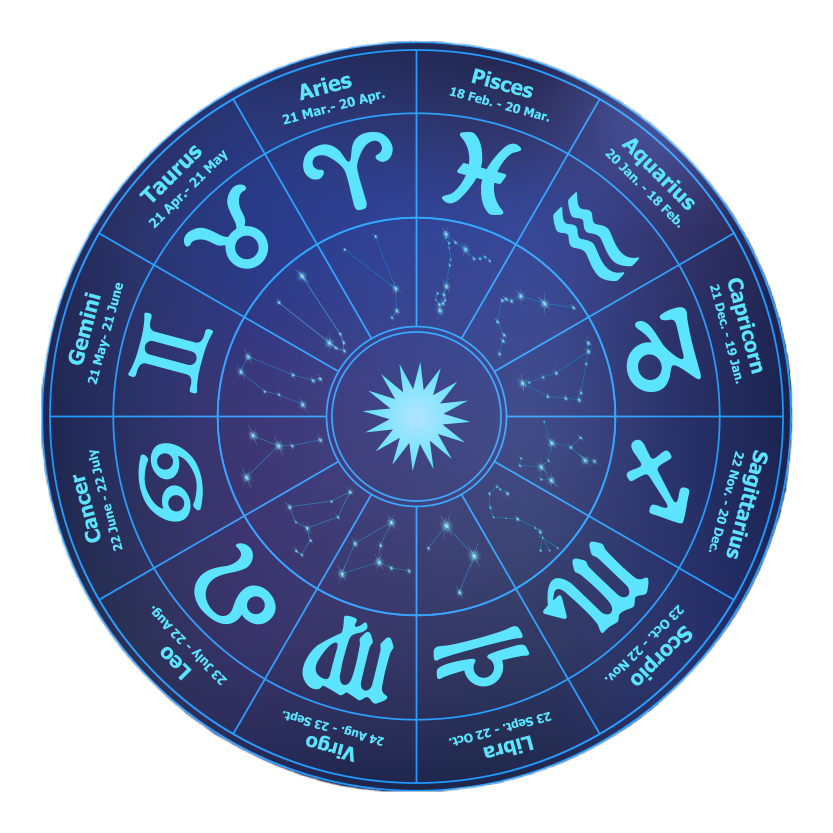 Aries
21 Mar.- 20 Apr.
Pisces
18 Feb. - 20 Mar.
Aquarius
20 Jan. - 18 Feb.
Capricorn
21 Dec. - 19 Jan.
Sagittarius
22 Nov. - 20 Dec.
Scorpio
23 Oct. - 22 Nov.
Libra
23 Sept. - 22 Oct.
Virgo
24 Aug. - 23 Sept.
Leo
23 July - 22 Aug.
Cancer
22 June - 22 July
Gemini
21 May- 21 June
Taurus
21 Apr.- 21 May